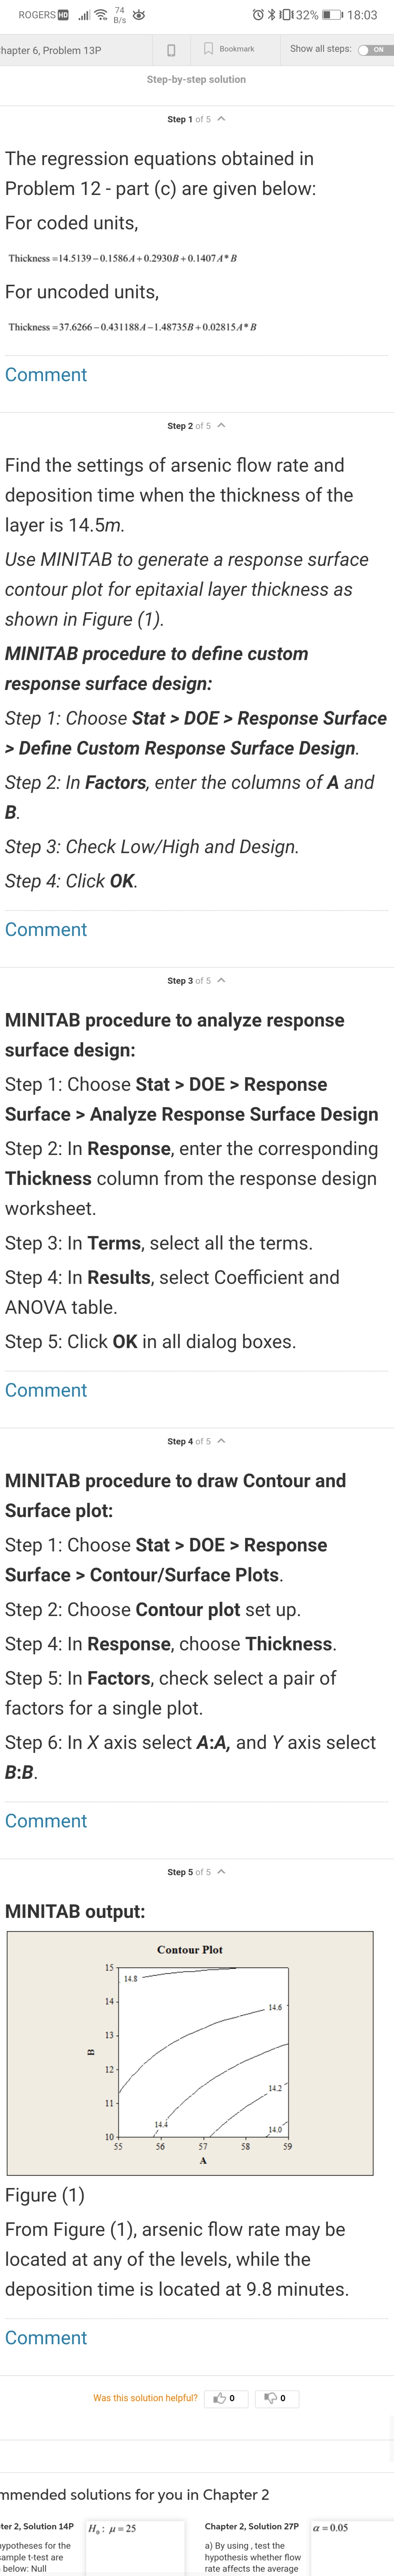 ROGERS HD 74 B/s 32% 18:03
hapter 6, Problem 13P Bookmark Show all steps: ON
Step-by-step solution
Step 1 of 5
The regression equations obtained in
Problem 12 - part (c) are given below:
For coded units,
Thickness =14.5139−0.1586A+0.2930B+0.1407A*B
For uncoded units,
Thickness =37.6266−0.431188A−1.48735B+0.02815A*B
Comment
Step 2 of 5
Find the settings of arsenic flow rate and
deposition time when the thickness of the
layer is 14.5m.
Use MINITAB to generate a response surface
contour plot for epitaxial layer thickness as
shown in Figure (1).
MINITAB procedure to define custom
response surface design:
Step 1: Choose Stat > DOE > Response Surface
> Define Custom Response Surface Design.
Step 2: In Factors, enter the columns of A and
B.
Step 3: Check Low/High and Design.
Step 4: Click OK.
Comment
Step 3 of 5
MINITAB procedure to analyze response
surface design:
Step 1: Choose Stat > DOE > Response
Surface > Analyze Response Surface Design
Step 2: In Response, enter the corresponding
Thickness column from the response design
worksheet.
Step 3: In Terms, select all the terms.
Step 4: In Results, select Coefficient and
ANOVA table.
Step 5: Click OK in all dialog boxes.
Comment
Step 4 of 5
MINITAB procedure to draw Contour and
Surface plot:
Step 1: Choose Stat > DOE > Response
Surface > Contour/Surface Plots.
Step 2: Choose Contour plot set up.
Step 4: In Response, choose Thickness.
Step 5: In Factors, check select a pair of
factors for a single plot.
Step 6: In X axis select A:A, and Y axis select
B:B.
Comment
Step 5 of 5
MINITAB output:
Contour Plot
15
14.8
14
14.6
13
B
12
14.2
11
14.4
14.0
10
55 56 57 58 59
A
Figure (1)
From Figure (1), arsenic flow rate may be
located at any of the levels, while the
deposition time is located at 9.8 minutes.
Comment
Was this solution helpful? 0 0
mmended solutions for you in Chapter 2
ter 2, Solution 14P H₀: μ=25 Chapter 2, Solution 27P α=0.05
ypotheses for the a) By using , test the
ample t-test are hypothesis whether flow
below: Null rate affects the average